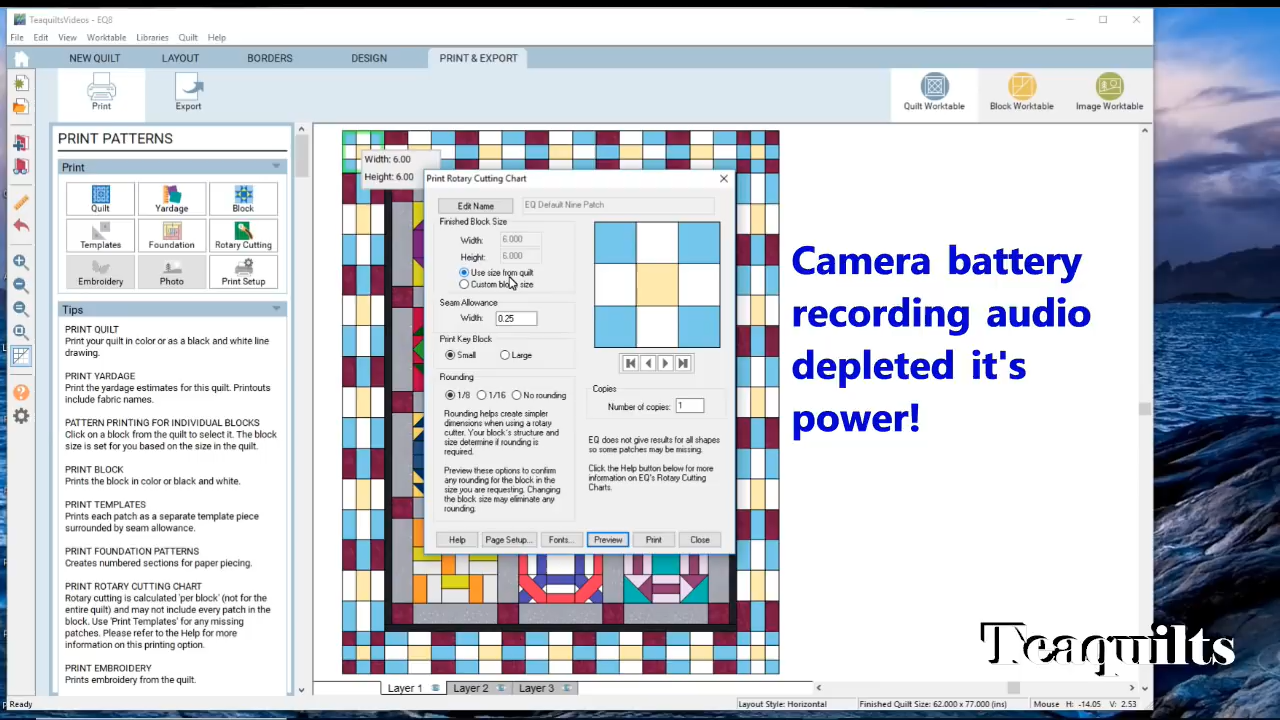 TeaquiltsVideos - EQ8
File Edit View Worktable Libraries Quilt Help
NEW QUILT LAYOUT BORDERS DESIGN PRINT & EXPORT
Print Export
Quilt Worktable Block Worktable Image Worktable
PRINT PATTERNS
Print
Quilt Yardage Block
Templates Foundation Rotary Cutting
Embroidery Photo Print Setup
Tips
PRINT QUILT
Print your quilt in color or as a black and white line
drawing.
PRINT YARDAGE
Print the yardage estimates for this quilt. Printouts
include fabric names.
PATTERN PRINTING FOR INDIVIDUAL BLOCKS
Click on a block from the quilt to select it. The block
size is set for you based on the size in the quilt.
PRINT BLOCK
Prints the block in color or black and white.
PRINT TEMPLATES
Prints each patch as a separate template piece
surrounded by seam allowance.
PRINT FOUNDATION PATTERNS
Creates numbered sections for paper piecing.
PRINT ROTARY CUTTING CHART
Rotary cutting is calculated 'per block' (not for the
entire quilt) and may not include every patch in the
block. Use 'Print Templates' for any missing
patches. Please refer to the Help for more
information on this printing option.
PRINT EMBROIDERY
Prints embroidery from the quilt.
Width: 6.00
Height: 6.00
Print Rotary Cutting Chart
Edit Name EQ Default Nine Patch
Finished Block Size
Width: 6.000
Height: 6.000
Use size from quilt
Custom block size
Seam Allowance
Width: 0.25
Print Key Block
Small Large
Rounding
1/8 1/16 No rounding
Rounding helps create simpler
dimensions when using a rotary
cutter. Your block's structure and
size determine if rounding is
required.
Preview these options to confirm
any rounding for the block in the
size you are requesting. Changing
the block size may eliminate any
rounding.
Copies
Number of copies: 1
EQ does not give results for all shapes
so some patches may be missing.
Click the Help button below for more
information on EQ's Rotary Cutting
Charts.
Help Page Setup... Fonts... Preview Print Close
Camera battery
recording audio
depleted it's
power!
Teaquilts
Layer 1 Layer 2 Layer 3
Ready Layout Style: Horizontal Finished Quilt Size: 62.000 x 77.000 (ins) Mouse H: -14.05 V: 2.53